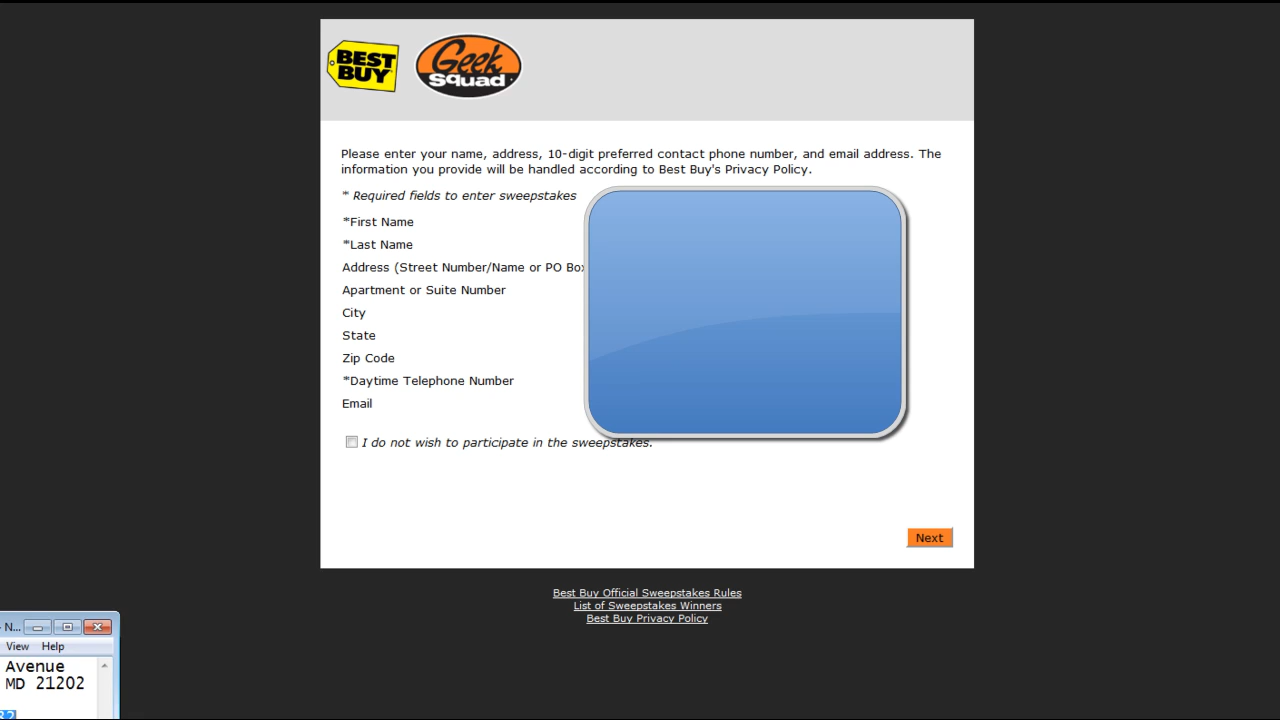 BEST
BUY
Geek
Squad
Please enter your name, address, 10-digit preferred contact phone number, and email address. The
information you provide will be handled according to Best Buy's Privacy Policy.
* Required fields to enter sweepstakes
*First Name
*Last Name
Address (Street Number/Name or PO Box
Apartment or Suite Number
City
State
Zip Code
*Daytime Telephone Number
Email
I do not wish to participate in the sweepstakes.
Next
Best Buy Official Sweepstakes Rules
List of Sweepstakes Winners
Best Buy Privacy Policy
- N...
View Help
Avenue
MD 21202